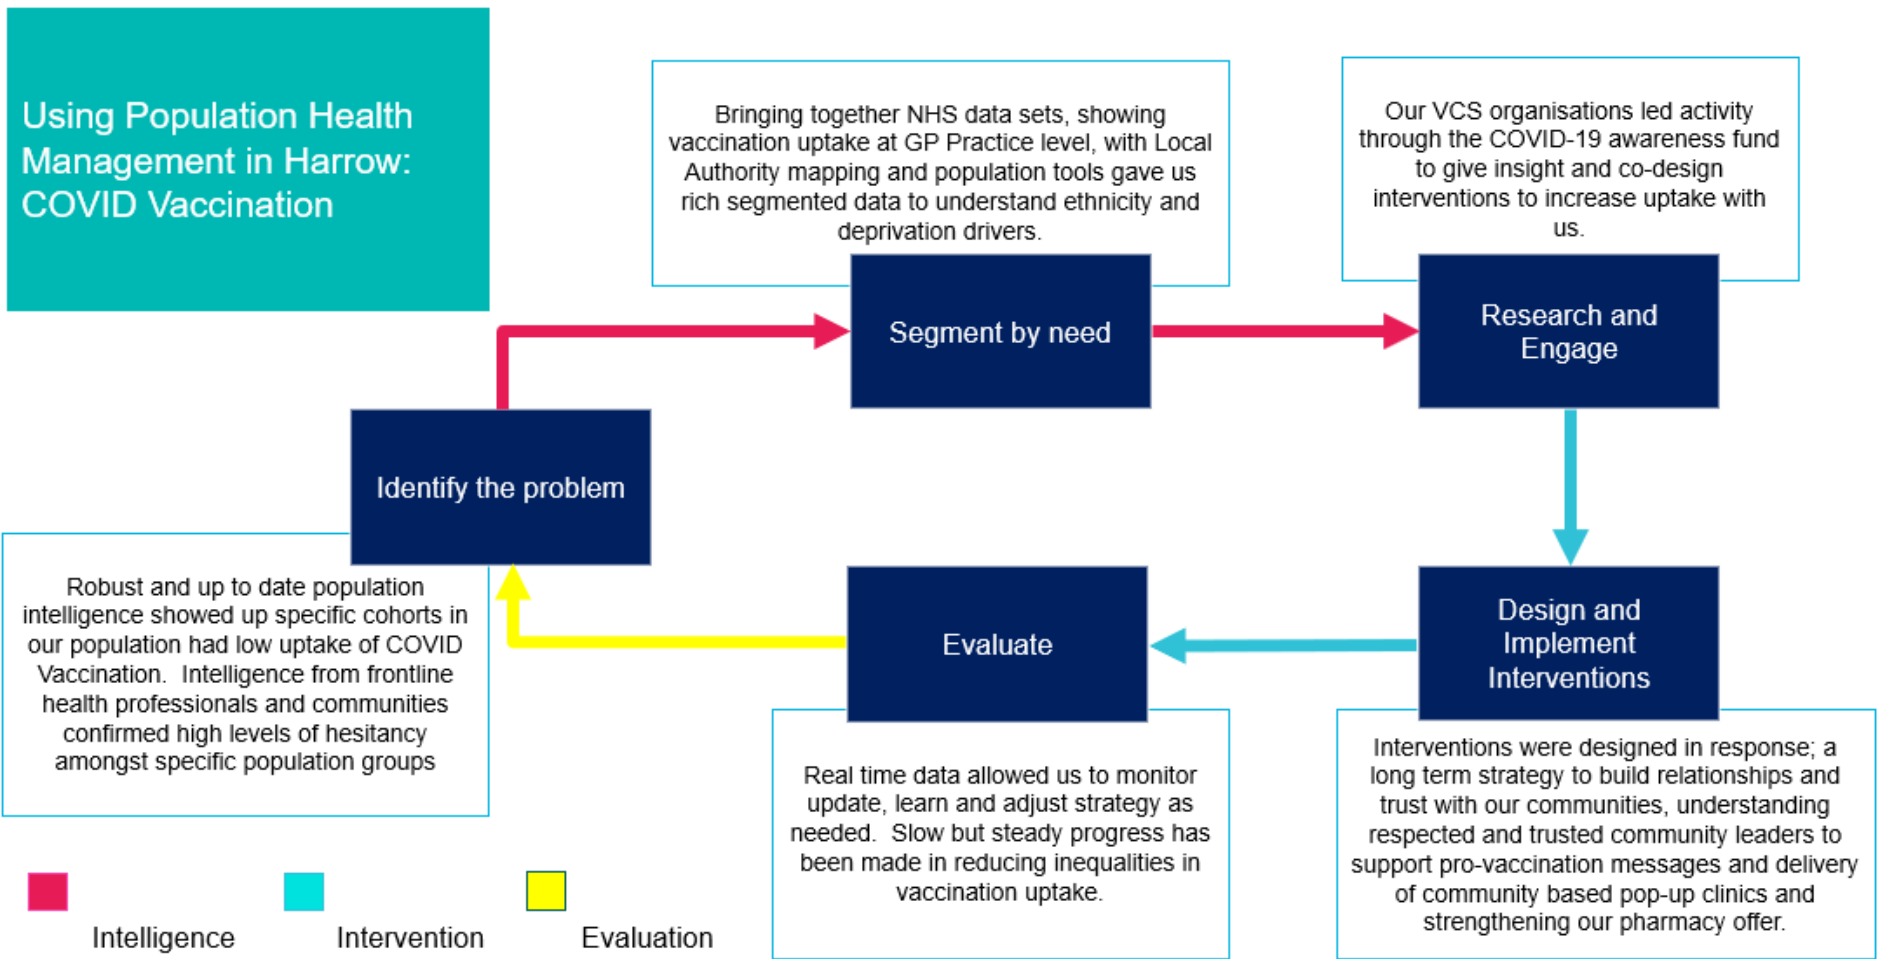 Using Population Health
Management in Harrow:
COVID Vaccination
Bringing together NHS data sets, showing
vaccination uptake at GP Practice level, with Local
Authority mapping and population tools gave us
rich segmented data to understand ethnicity and
deprivation drivers.
Segment by need
Our VCS organisations led activity
through the COVID-19 awareness fund
to give insight and co-design
interventions to increase uptake with
us.
Research and
Engage
Identify the problem
Robust and up to date population
intelligence showed up specific cohorts in
our population had low uptake of COVID
Vaccination.  Intelligence from frontline
health professionals and communities
confirmed high levels of hesitancy
amongst specific population groups
Evaluate
Real time data allowed us to monitor
update, learn and adjust strategy as
needed.  Slow but steady progress has
been made in reducing inequalities in
vaccination uptake.
Design and
Implement
Interventions
Interventions were designed in response; a
long term strategy to build relationships and
trust with our communities, understanding
respected and trusted community leaders to
support pro-vaccination messages and delivery
of community based pop-up clinics and
strengthening our pharmacy offer.
Intelligence
Intervention
Evaluation